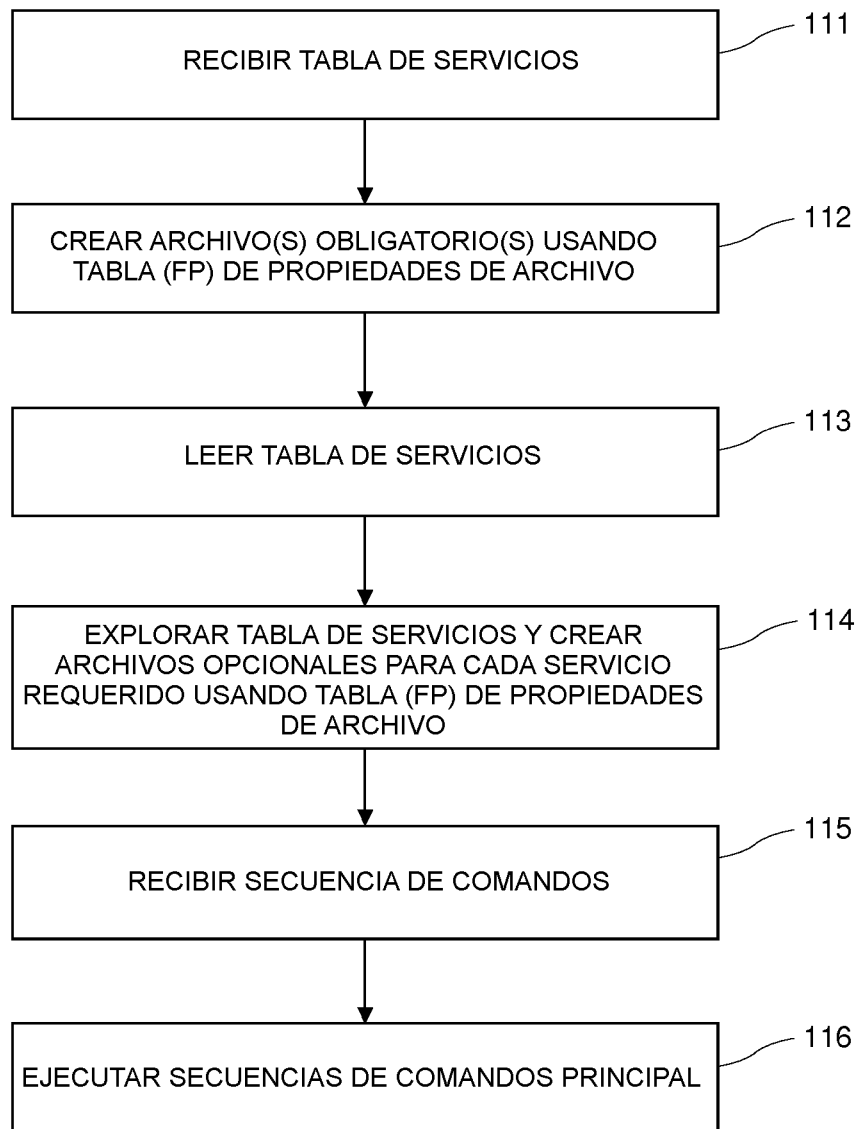 111
RECIBIR TABLA DE SERVICIOS
112
CREAR ARCHIVO(S) OBLIGATORIO(S) USANDO
TABLA (FP) DE PROPIEDADES DE ARCHIVO
113
LEER TABLA DE SERVICIOS
114
EXPLORAR TABLA DE SERVICIOS Y CREAR
ARCHIVOS OPCIONALES PARA CADA SERVICIO
REQUERIDO USANDO TABLA (FP) DE PROPIEDADES
DE ARCHIVO
115
RECIBIR SECUENCIA DE COMANDOS
116
EJECUTAR SECUENCIAS DE COMANDOS PRINCIPAL